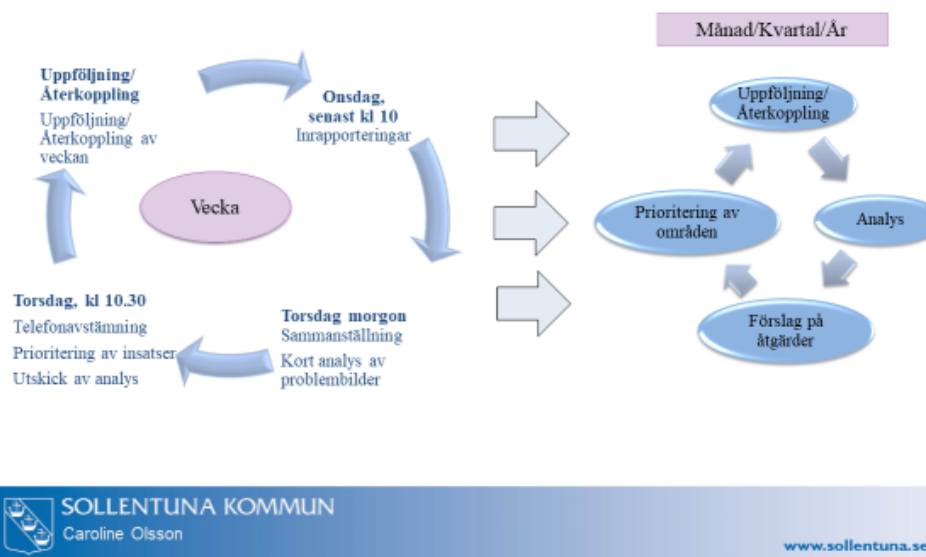 Månad/Kvartal/År
Uppföljning/
Återkoppling
Uppföljning/
Återkoppling av
veckan
Onsdag,
senast kl 10
Inrapporteringar
Vecka
Torsdag, kl 10.30
Telefonavstämning
Prioritering av insatser
Utskick av analys
Torsdag morgon
Sammanställning
Kort analys av
problembilder
Uppföljning/
Återkoppling
Prioritering av
områden
Analys
Förslag på
åtgärder
SOLLENTUNA KOMMUN
Caroline Olsson
www.sollentuna.se